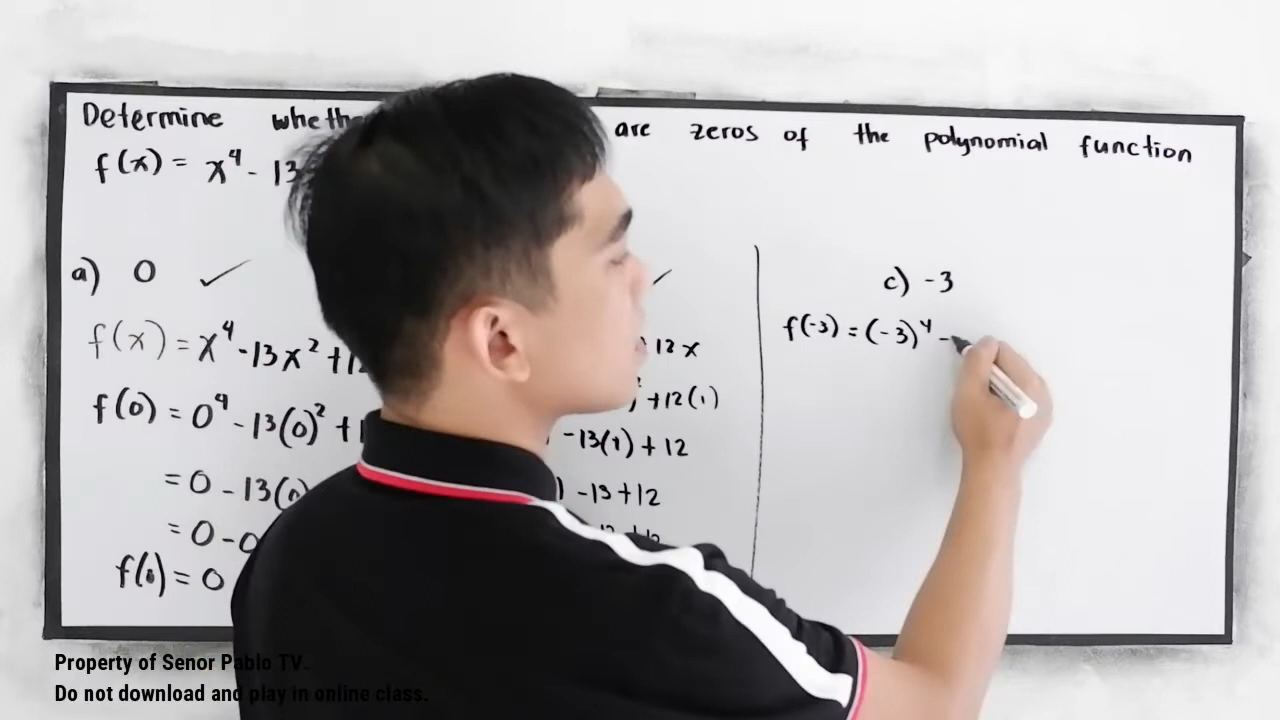 Determine wheth are zeros of the polynomial function
f(x) = x⁴ - 13
a) 0 ✓
f(x) = x⁴ - 13x² + 1
f(0) = 0⁴ - 13(0)² + 1
= 0 - 13(0
= 0 - 0
f(0) = 0
✓
12x
+12(1)
-13(1) + 12
) -13 + 12
c) -3
f(-3) = (-3)⁴ -
Property of Senor Pablo TV.
Do not download and play in online class.